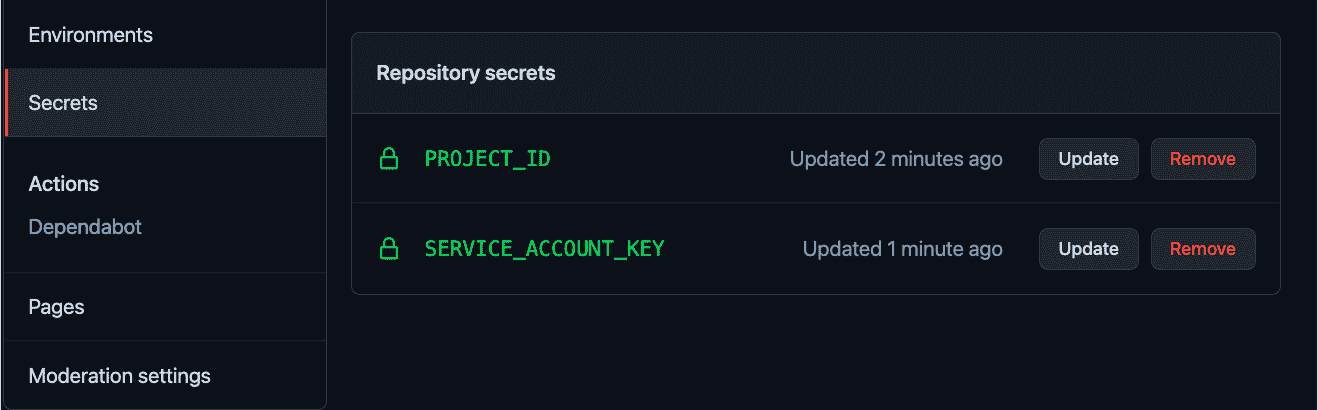 Environments
Secrets
Actions
Dependabot
Pages
Moderation settings
Repository secrets
PROJECT_ID Updated 2 minutes ago Update Remove
SERVICE_ACCOUNT_KEY Updated 1 minute ago Update Remove